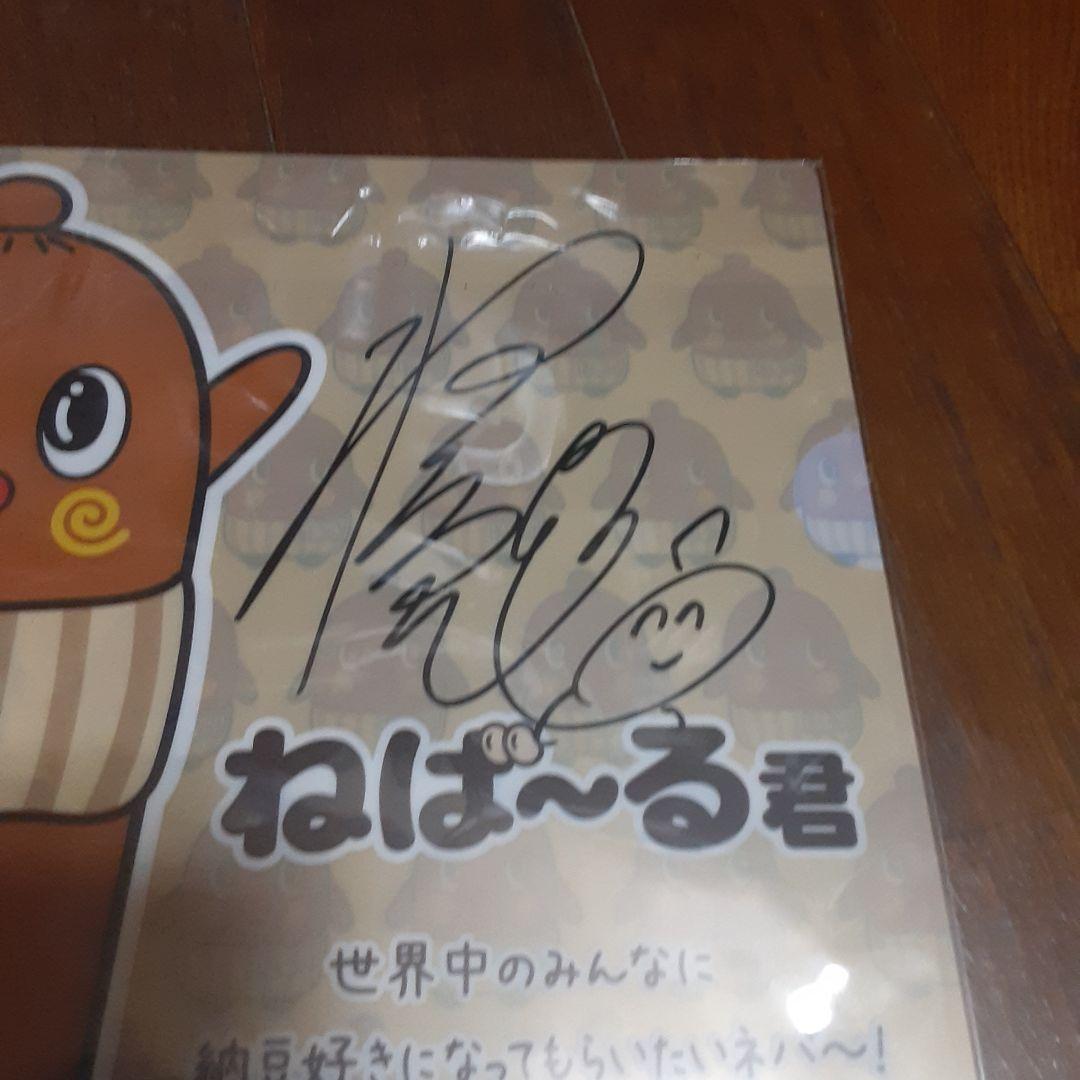 ねば～る君
世界中のみんなに
納豆好きになってもらいたいネバ～!